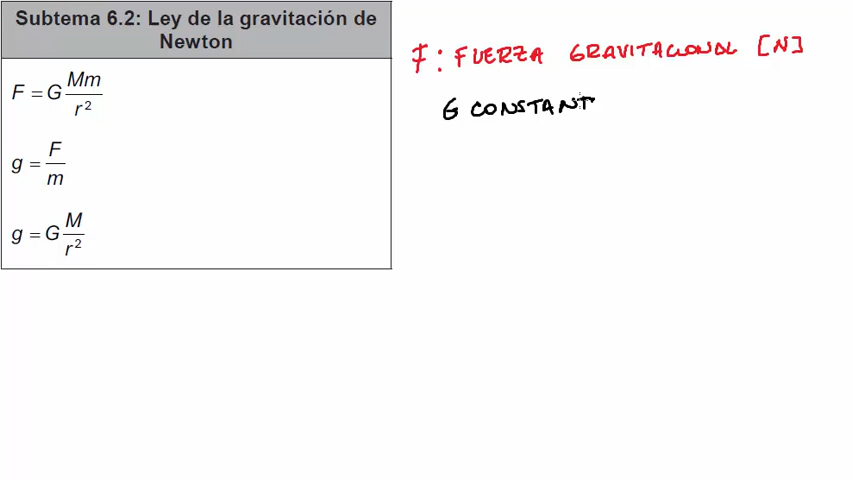 Subtema 6.2: Ley de la gravitación de
Newton
F = G Mm / r²
g = F / m
g = G M / r²
F: FUERZA GRAVITACIONAL [N]
G CONSTANT